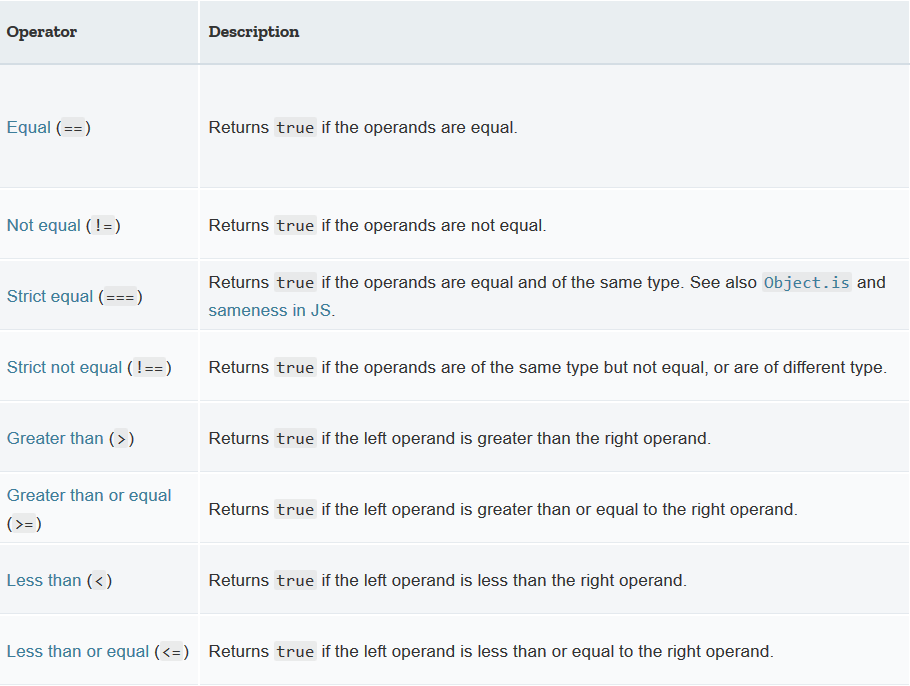 Operator Description
Equal (==) Returns true if the operands are equal.
Not equal (!=) Returns true if the operands are not equal.
Strict equal (===) Returns true if the operands are equal and of the same type. See also Object.is and
sameness in JS.
Strict not equal (!==) Returns true if the operands are of the same type but not equal, or are of different type.
Greater than (>) Returns true if the left operand is greater than the right operand.
Greater than or equal
(>=) Returns true if the left operand is greater than or equal to the right operand.
Less than (<) Returns true if the left operand is less than the right operand.
Less than or equal (<=) Returns true if the left operand is less than or equal to the right operand.